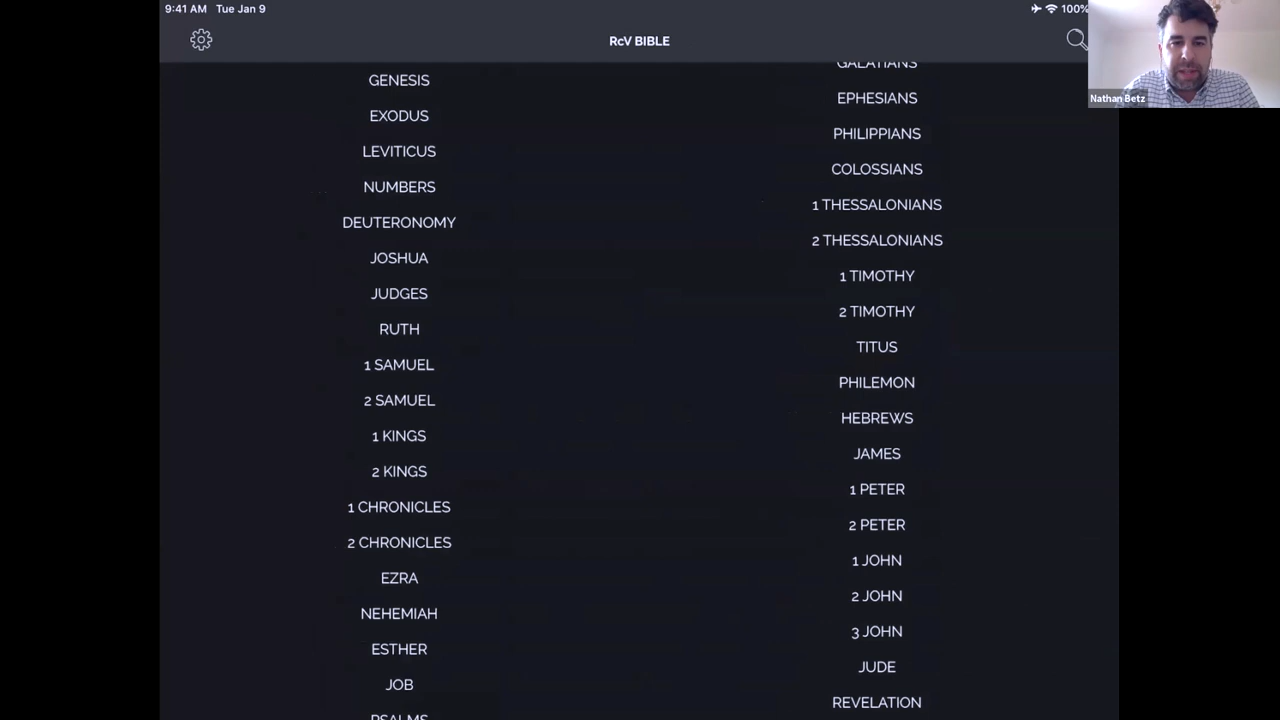 9:41 AM Tue Jan 9
100%
RcV BIBLE
Nathan Betz
GENESIS
EXODUS
LEVITICUS
NUMBERS
DEUTERONOMY
JOSHUA
JUDGES
RUTH
1 SAMUEL
2 SAMUEL
1 KINGS
2 KINGS
1 CHRONICLES
2 CHRONICLES
EZRA
NEHEMIAH
ESTHER
JOB
PSALMS
GALATIANS
EPHESIANS
PHILIPPIANS
COLOSSIANS
1 THESSALONIANS
2 THESSALONIANS
1 TIMOTHY
2 TIMOTHY
TITUS
PHILEMON
HEBREWS
JAMES
1 PETER
2 PETER
1 JOHN
2 JOHN
3 JOHN
JUDE
REVELATION